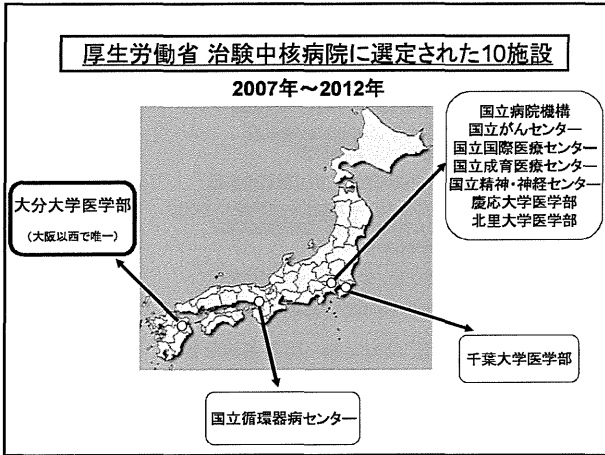 厚生労働省 治験中核病院に選定された10施設
2007年～2012年
国立病院機構
国立がんセンター
国立国際医療センター
国立成育医療センター
国立精神・神経センター
慶応大学医学部
北里大学医学部
大分大学医学部
(大阪以西で唯一)
千葉大学医学部
国立循環器病センター